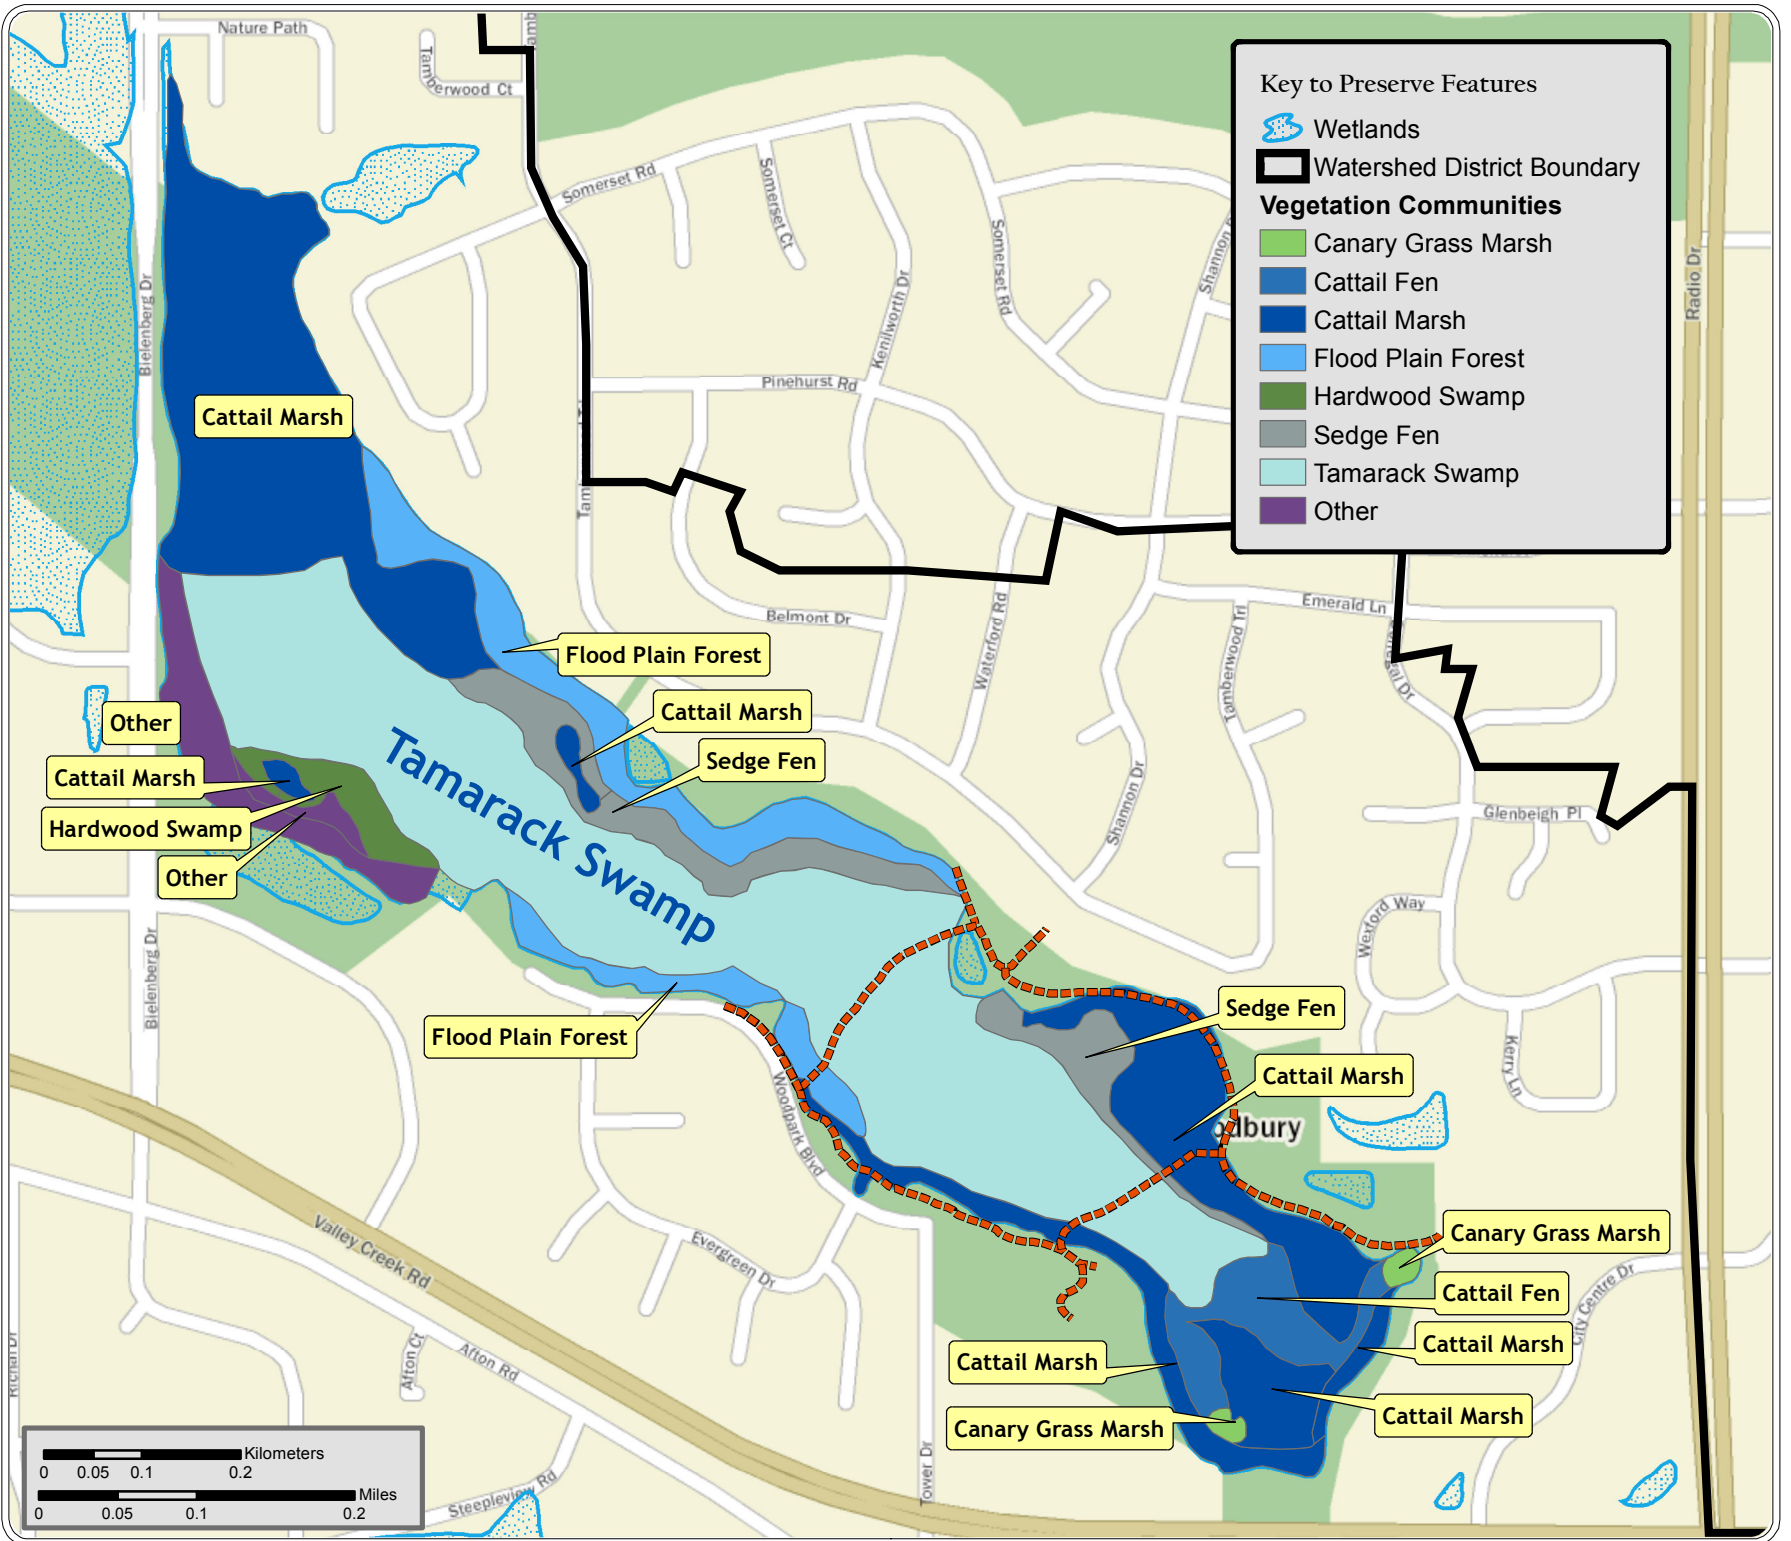 Nature Path
Tamberwood Ct
Somerset Rd
Somerset Ct
Somerset Rd
Kenilworth Dr
Pinehurst Rd
Bielenberg Dr
Radio Dr
Key to Preserve Features
Wetlands
Watershed District Boundary
Vegetation Communities
Canary Grass Marsh
Cattail Fen
Cattail Marsh
Flood Plain Forest
Hardwood Swamp
Sedge Fen
Tamarack Swamp
Other
Cattail Marsh
Belmont Dr
Waterford Rd
Tamberwood Trl
Emerald Ln
Flood Plain Forest
Cattail Marsh
Sedge Fen
Other
Cattail Marsh
Hardwood Swamp
Other
Tamarack Swamp
Shannon Dr
Glenbeigh Pl
Wexford Way
Kerry Ln
Bielenberg Dr
Flood Plain Forest
Sedge Fen
Cattail Marsh
odbury
Woodpark Blvd
Valley Creek Rd
Evergreen Dr
Canary Grass Marsh
Cattail Fen
Cattail Marsh
City Centre Dr
Cattail Marsh
Cattail Marsh
Canary Grass Marsh
Afton Ct
Afton Rd
Tower Dr
Steepleview Rd
Kilometers
0 0.05 0.1 0.2
Miles
0 0.05 0.1 0.2